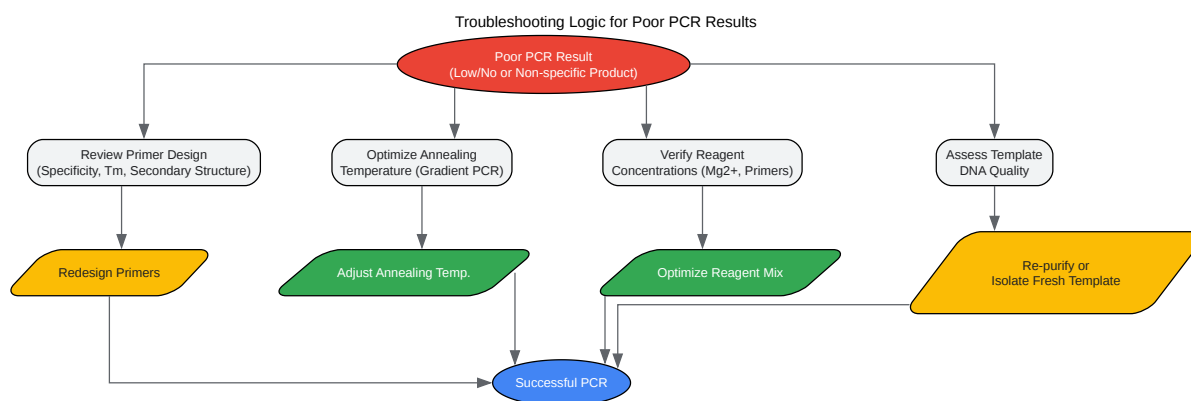 Troubleshooting Logic for Poor PCR Results
Poor PCR Result
(Low/No or Non-specific Product)
Review Primer Design
(Specificity, Tm, Secondary Structure)
Optimize Annealing
Temperature (Gradient PCR)
Verify Reagent
Concentrations (Mg2+, Primers)
Assess Template
DNA Quality
Redesign Primers
Adjust Annealing Temp.
Optimize Reagent Mix
Re-purify or
Isolate Fresh Template
Successful PCR